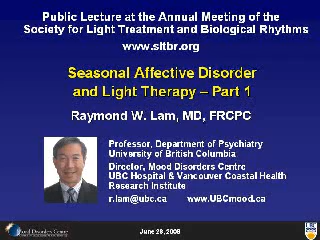 Public Lecture at the Annual Meeting of the
Society for Light Treatment and Biological Rhythms
www.sltbr.org
Seasonal Affective Disorder
and Light Therapy – Part 1
Raymond W. Lam, MD, FRCPC
Professor, Department of Psychiatry
University of British Columbia
Director, Mood Disorders Centre
UBC Hospital & Vancouver Coastal Health
Research Institute
r.lam@ubc.ca www.UBCmood.ca
Mood Disorders Centre
June 28, 2008